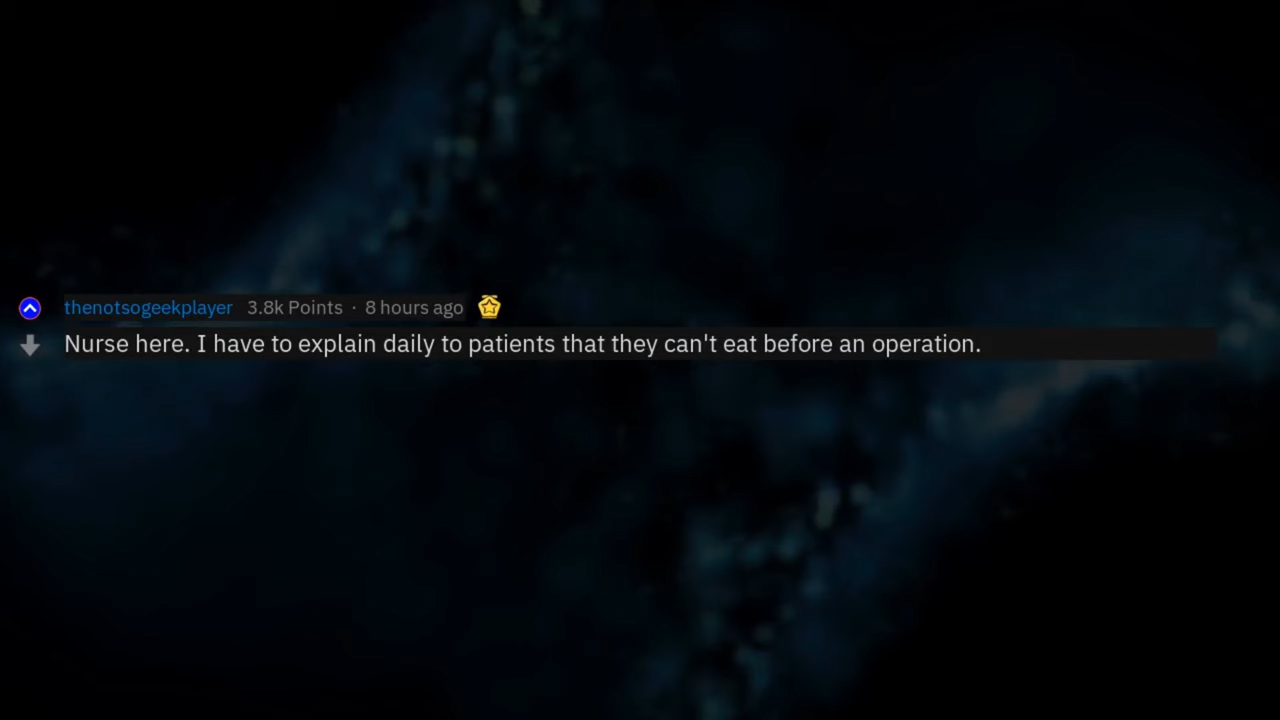 thenotsogeekplayer 3.8k Points · 8 hours ago
Nurse here. I have to explain daily to patients that they can't eat before an operation.